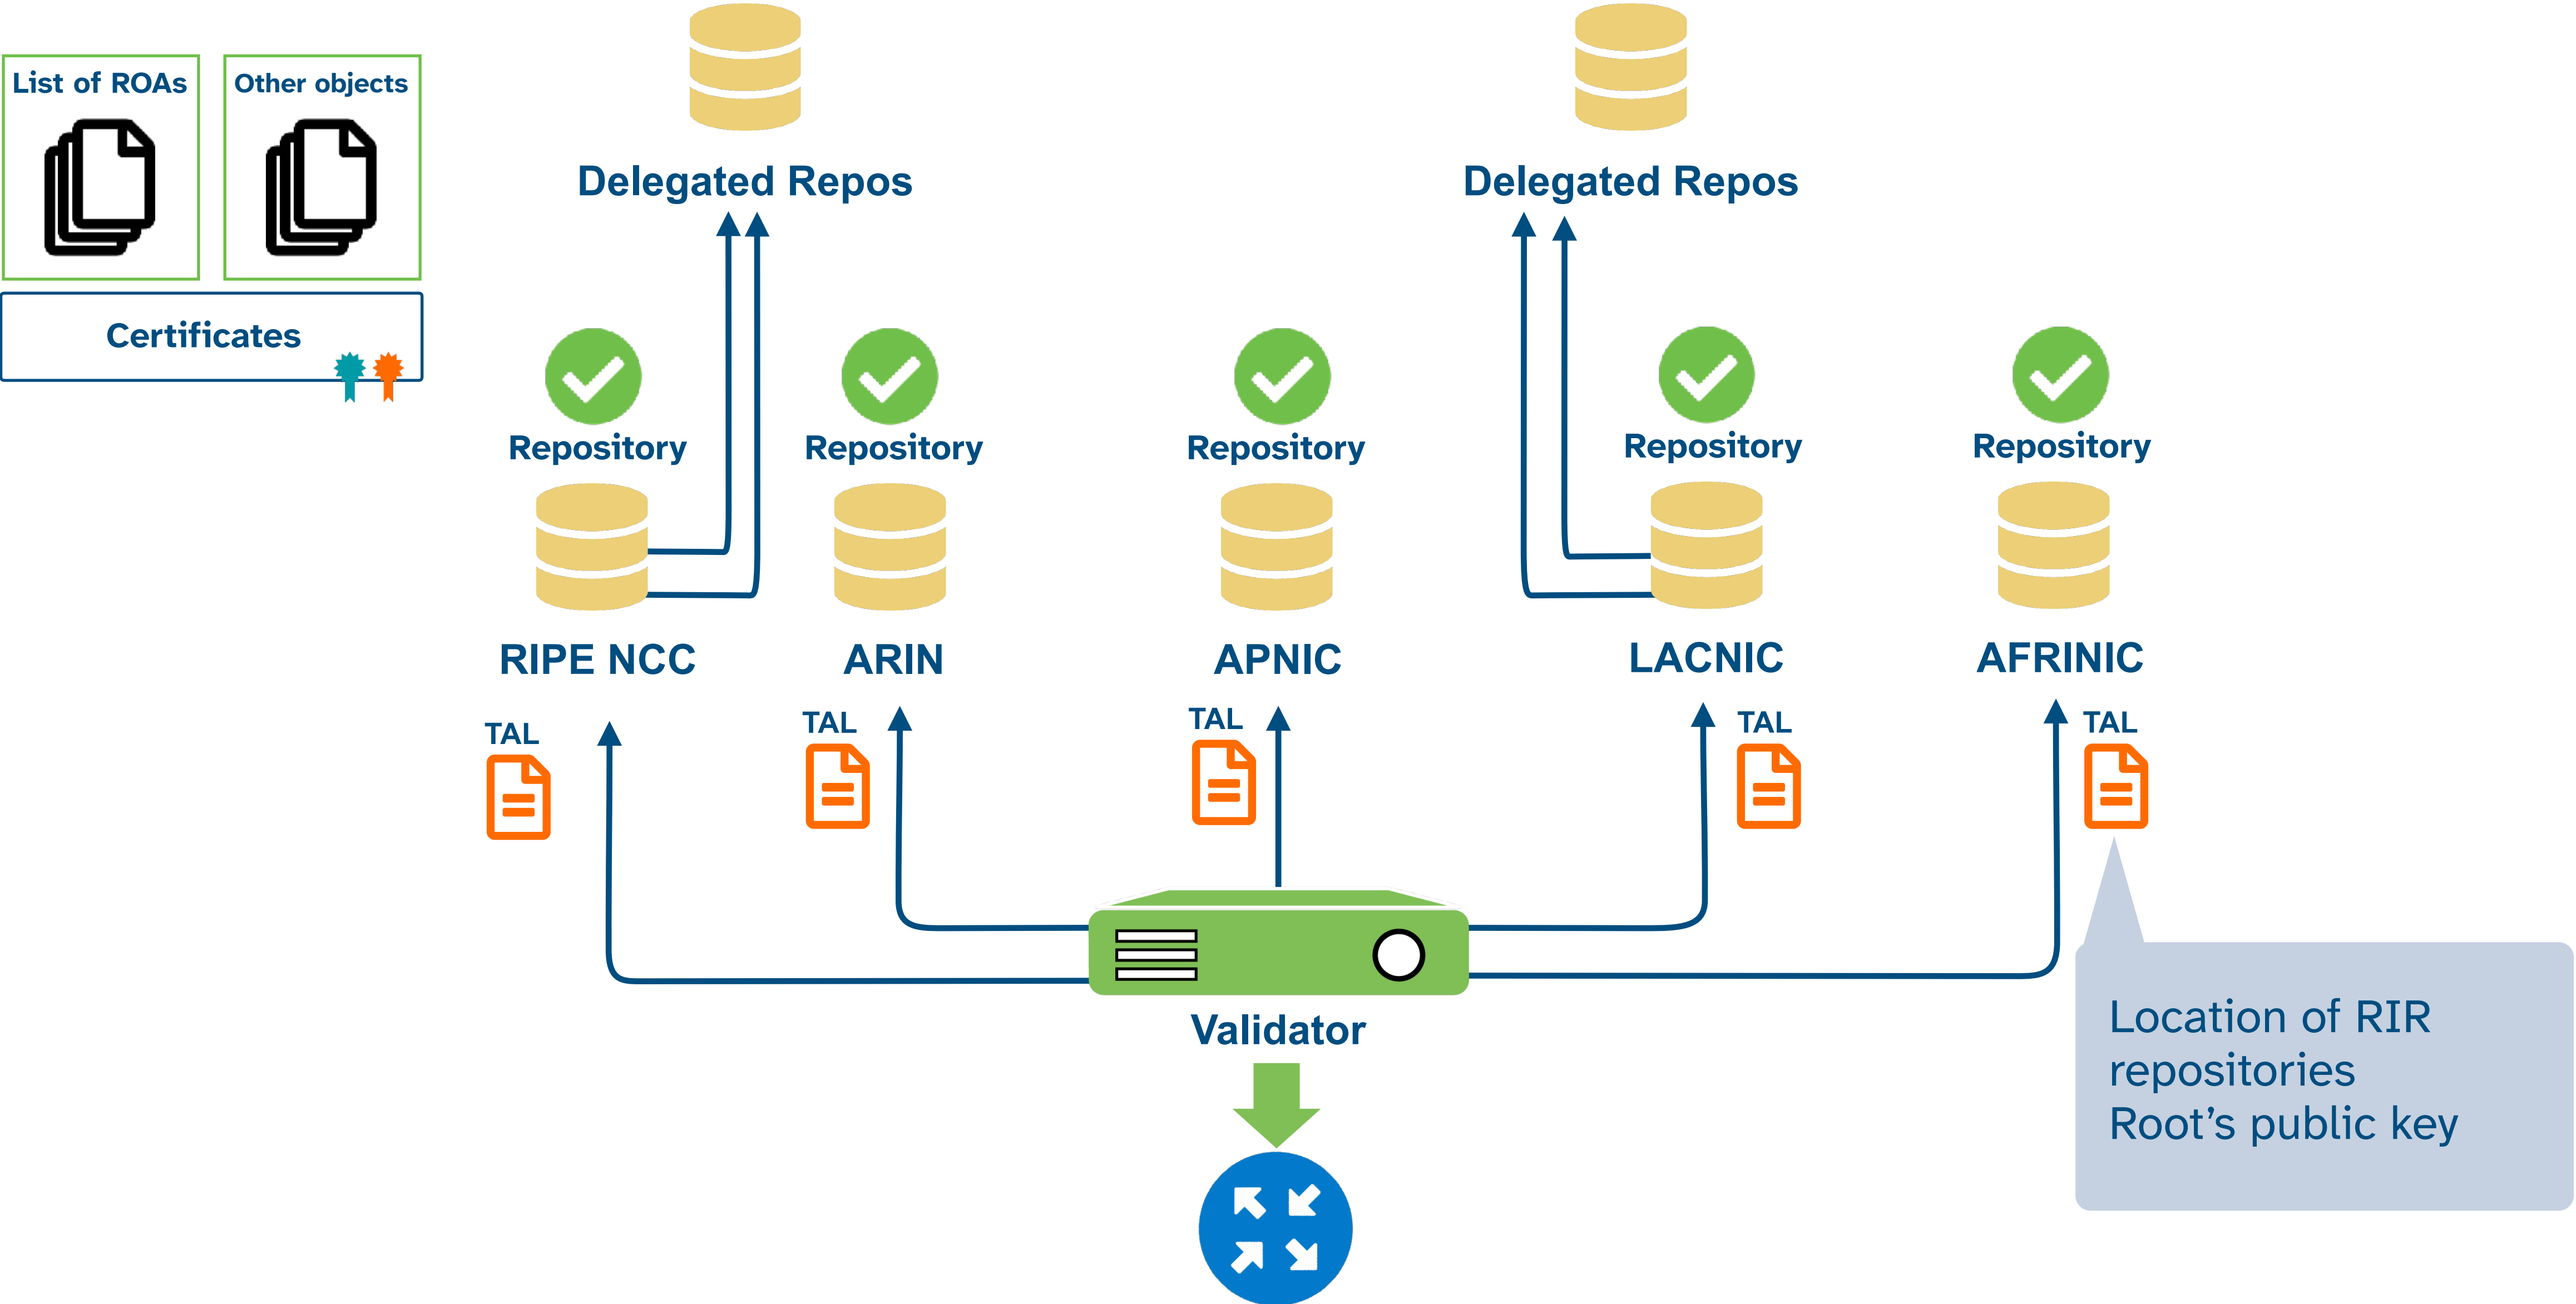 List of ROAs
Other objects
Certificates
Delegated Repos
Delegated Repos
Repository
Repository
Repository
Repository
Repository
RIPE NCC
ARIN
APNIC
LACNIC
AFRINIC
TAL
TAL
TAL
TAL
TAL
Validator
Location of RIR
repositories
Root’s public key